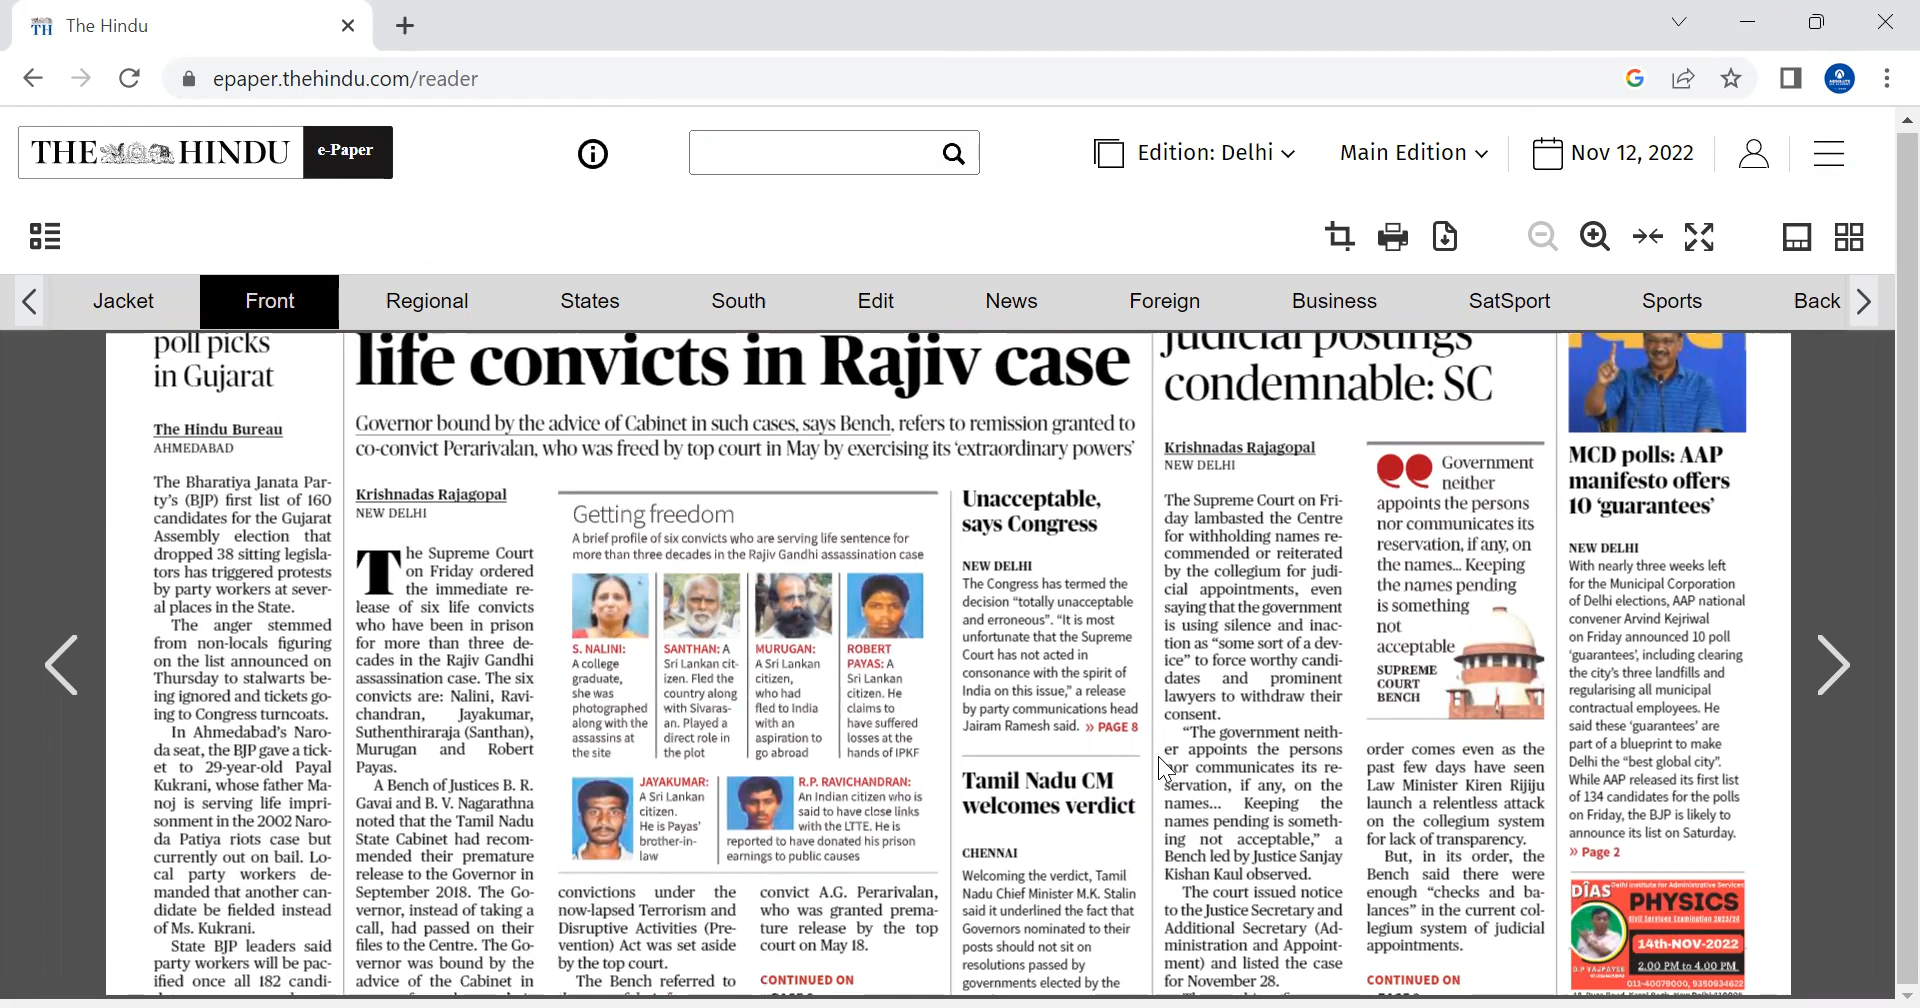 The Hindu
epaper.thehindu.com/reader
THE HINDU e-Paper
Edition: Delhi
Main Edition
Nov 12, 2022
Jacket Front Regional States South Edit News Foreign Business SatSport Sports Back
poll picks
in Gujarat
The Hindu Bureau
AHMEDABAD
The Bharatiya Janata Par-
ty's (BJP) first list of 160
candidates for the Gujarat
Assembly election that
dropped 38 sitting legisla-
tors has triggered protests
by party workers at sever-
al places in the State.
The anger stemmed
from non-locals figuring
on the list announced on
Thursday to stalwarts be-
ing ignored and tickets go-
ing to Congress turncoats.
In Ahmedabad's Naro-
da seat, the BJP gave a tick-
et to 29-year-old Payal
Kukrani, whose father Ma-
noj is serving life impri-
sonment in the 2002 Naro-
da Patiya riots case but
currently out on bail. Lo-
cal party workers de-
manded that another can-
didate be fielded instead
of Ms. Kukrani.
State BJP leaders said
party workers will be pac-
ified once all 182 candi-
life convicts in Rajiv case
Governor bound by the advice of Cabinet in such cases, says Bench, refers to remission granted to
co-convict Perarivalan, who was freed by top court in May by exercising its 'extraordinary powers'
Krishnadas Rajagopal
NEW DELHI
The Supreme Court
on Friday ordered
the immediate re-
lease of six life convicts
who have been in prison
for more than three de-
cades in the Rajiv Gandhi
assassination case. The six
convicts are: Nalini, Ravi-
chandran, Jayakumar,
Suthenthiraraja (Santhan),
Murugan and Robert
Payas.
A Bench of Justices B. R.
Gavai and B. V. Nagarathna
noted that the Tamil Nadu
State Cabinet had recom-
mended their premature
release to the Governor in
September 2018. The Go-
vernor, instead of taking a
call, had passed on their
files to the Centre. The Go-
vernor was bound by the
advice of the Cabinet in
Getting freedom
A brief profile of six convicts who are serving life sentence for
more than three decades in the Rajiv Gandhi assassination case
S. NALINI:
A college
graduate,
she was
photographed
along with the
assassins at
the site
SANTHAN: A
Sri Lankan cit-
izen. Fled the
country along
with Sivaras-
an. Played a
direct role in
the plot
MURUGAN:
A Sri Lankan
citizen,
who had
fled to India
with an
aspiration to
go abroad
ROBERT
PAYAS: A
Sri Lankan
citizen. He
claims to
have suffered
losses at the
hands of IPKF
JAYAKUMAR:
A Sri Lankan
citizen.
He is Payas'
brother-in-
law
R.P. RAVICHANDRAN:
An Indian citizen who is
said to have close links
with the LTTE. He is
reported to have donated his prison
earnings to public causes
convictions under the
now-lapsed Terrorism and
Disruptive Activities (Pre-
vention) Act was set aside
by the top court.
The Bench referred to
convict A.G. Perarivalan,
who was granted prema-
ture release by the top
court on May 18.
CONTINUED ON
Unacceptable,
says Congress
NEW DELHI
The Congress has termed the
decision "totally unacceptable
and erroneous". "It is most
unfortunate that the Supreme
Court has not acted in
consonance with the spirit of
India on this issue," a release
by party communications head
Jairam Ramesh said. » PAGE 8
Tamil Nadu CM
welcomes verdict
CHENNAI
Welcoming the verdict, Tamil
Nadu Chief Minister M.K. Stalin
said it underlined the fact that
Governors nominated to their
posts should not sit on
resolutions passed by
governments elected by the
judicial postings
condemnable: SC
Krishnadas Rajagopal
NEW DELHI
The Supreme Court on Fri-
day lambasted the Centre
for withholding names re-
commended or reiterated
by the collegium for judi-
cial appointments, even
saying that the government
is using silence and inac-
tion as "some sort of a dev-
ice" to force worthy candi-
dates and prominent
lawyers to withdraw their
consent.
"The government neith-
er appoints the persons
nor communicates its re-
servation, if any, on the
names... Keeping the
names pending is someth-
ing not acceptable," a
Bench led by Justice Sanjay
Kishan Kaul observed.
The court issued notice
to the Justice Secretary and
Additional Secretary (Ad-
ministration and Appoint-
ment) and listed the case
for November 28.
Government
neither
appoints the persons
nor communicates its
reservation, if any, on
the names... Keeping
the names pending
is something
not
acceptable
SUPREME
COURT
BENCH
order comes even as the
past few days have seen
Law Minister Kiren Rijiju
launch a relentless attack
on the collegium system
for lack of transparency.
But, in its order, the
Bench said there were
enough "checks and ba-
lances" in the current col-
legium system of judicial
appointments.
CONTINUED ON
MCD polls: AAP
manifesto offers
10 'guarantees'
NEW DELHI
With nearly three weeks left
for the Municipal Corporation
of Delhi elections, AAP national
convener Arvind Kejriwal
on Friday announced 10 poll
'guarantees', including clearing
the city's three landfills and
regularising all municipal
contractual employees. He
said these 'guarantees' are
part of a blueprint to make
Delhi the "best global city".
While AAP released its first list
of 134 candidates for the polls
on Friday, the BJP is likely to
announce its list on Saturday.
» Page 2
DIAS Delhi Institute for Administrative Services
PHYSICS
Civil Services Examination 2023/24
14th-NOV-2022
2.00 PM to 4.00 PM
D.P VAJPAYEE
011-40079000, 9350934622